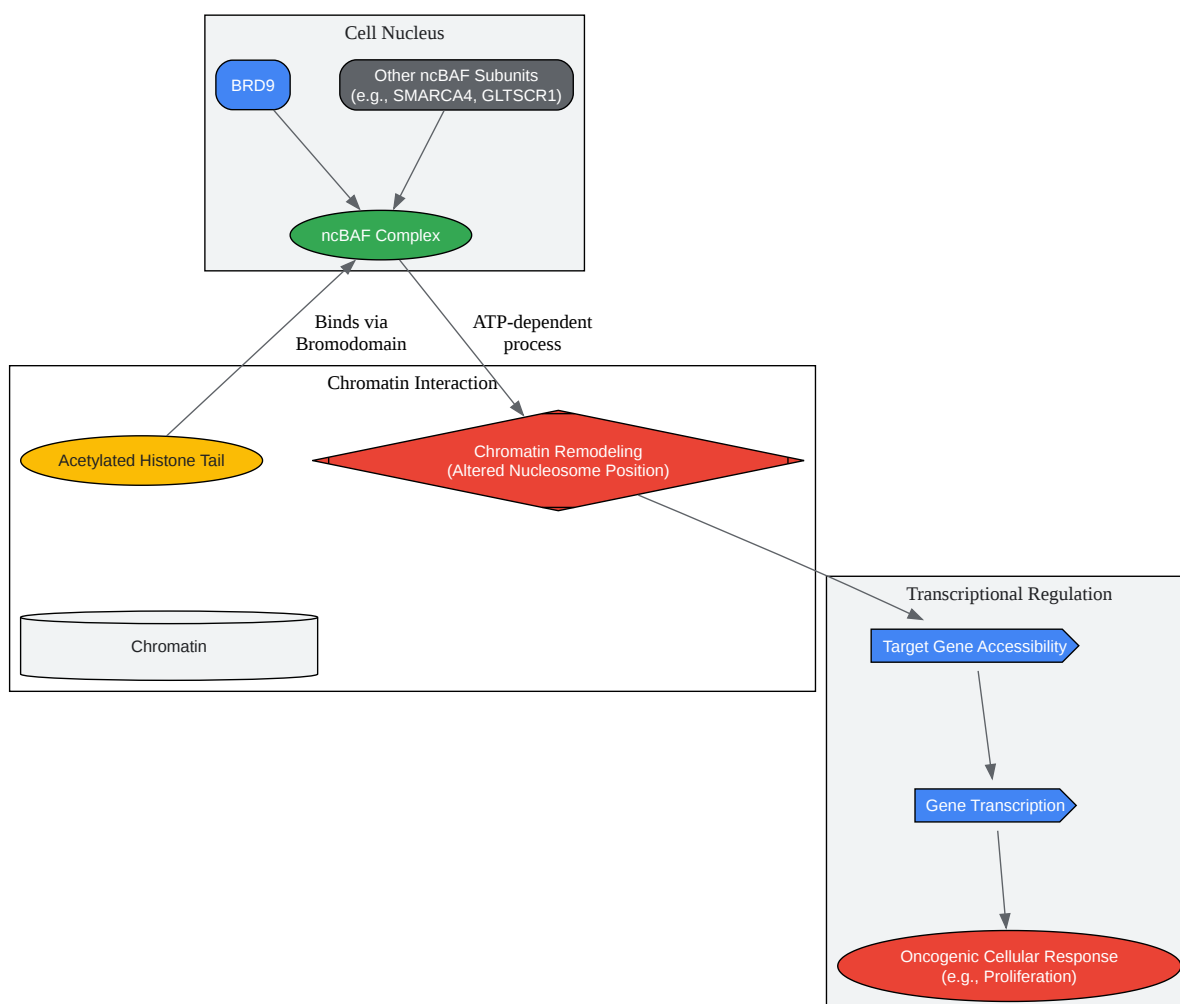 Cell Nucleus
BRD9
Other ncBAF Subunits
(e.g., SMARCA4, GLTSCR1)
ncBAF Complex
Binds via
Bromodomain
ATP-dependent
process
Chromatin Interaction
Acetylated Histone Tail
Chromatin Remodeling
(Altered Nucleosome Position)
Chromatin
Transcriptional Regulation
Target Gene Accessibility
Gene Transcription
Oncogenic Cellular Response
(e.g., Proliferation)